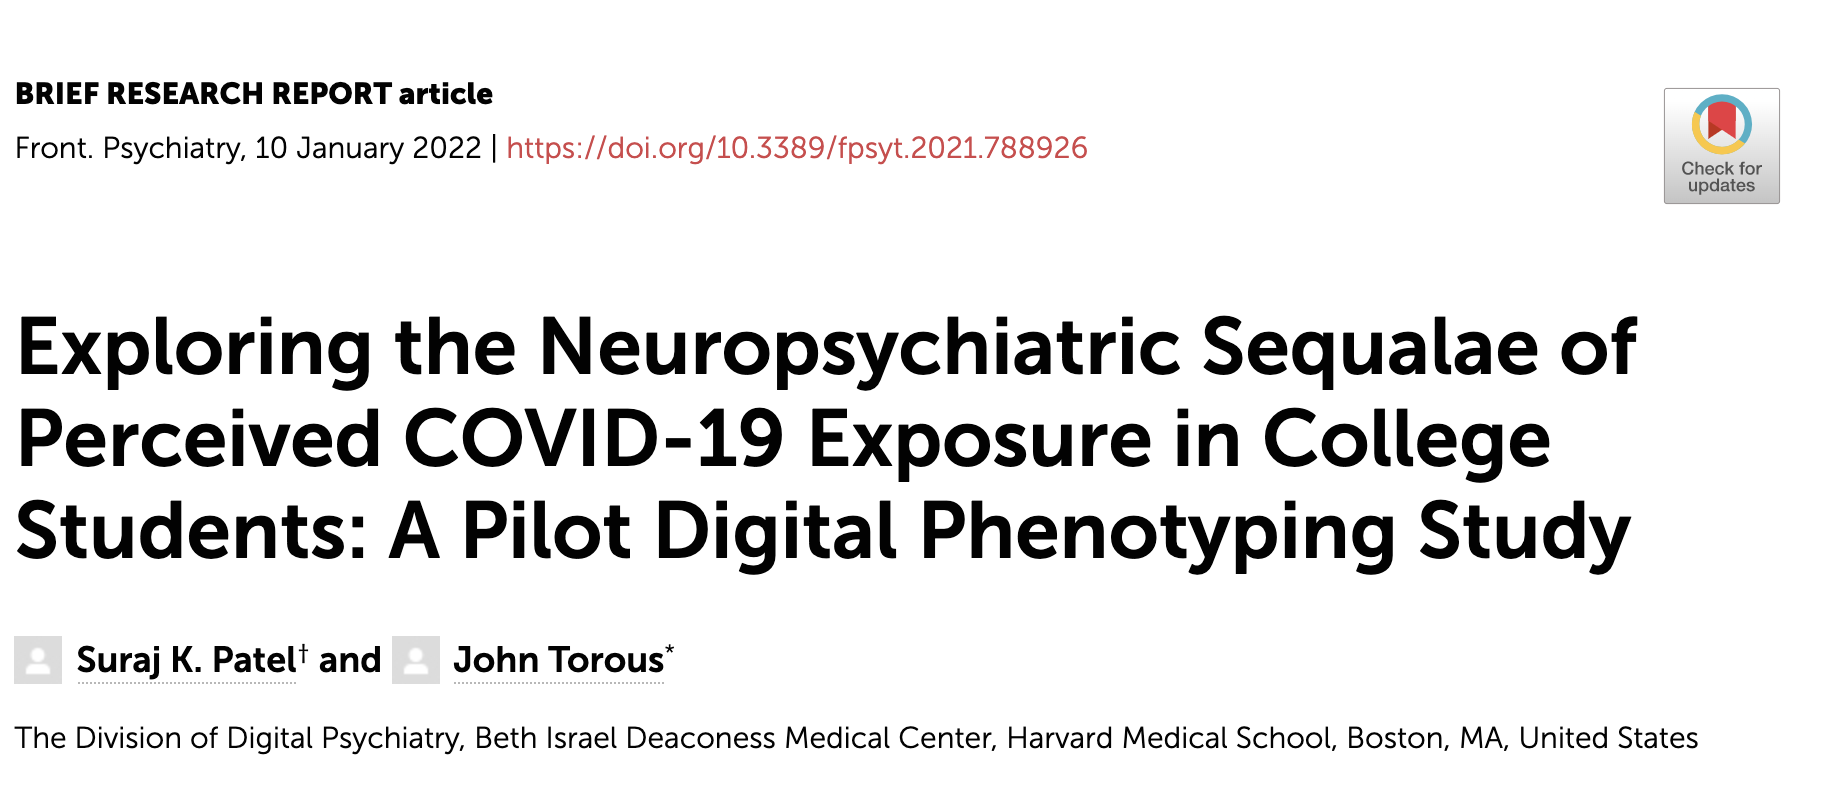 BRIEF RESEARCH REPORT article
Front. Psychiatry, 10 January 2022 | https://doi.org/10.3389/fpsyt.2021.788926
Check for
updates
Exploring the Neuropsychiatric Sequalae of
Perceived COVID-19 Exposure in College
Students: A Pilot Digital Phenotyping Study
Suraj K. Patel† and John Torous*
The Division of Digital Psychiatry, Beth Israel Deaconess Medical Center, Harvard Medical School, Boston, MA, United States